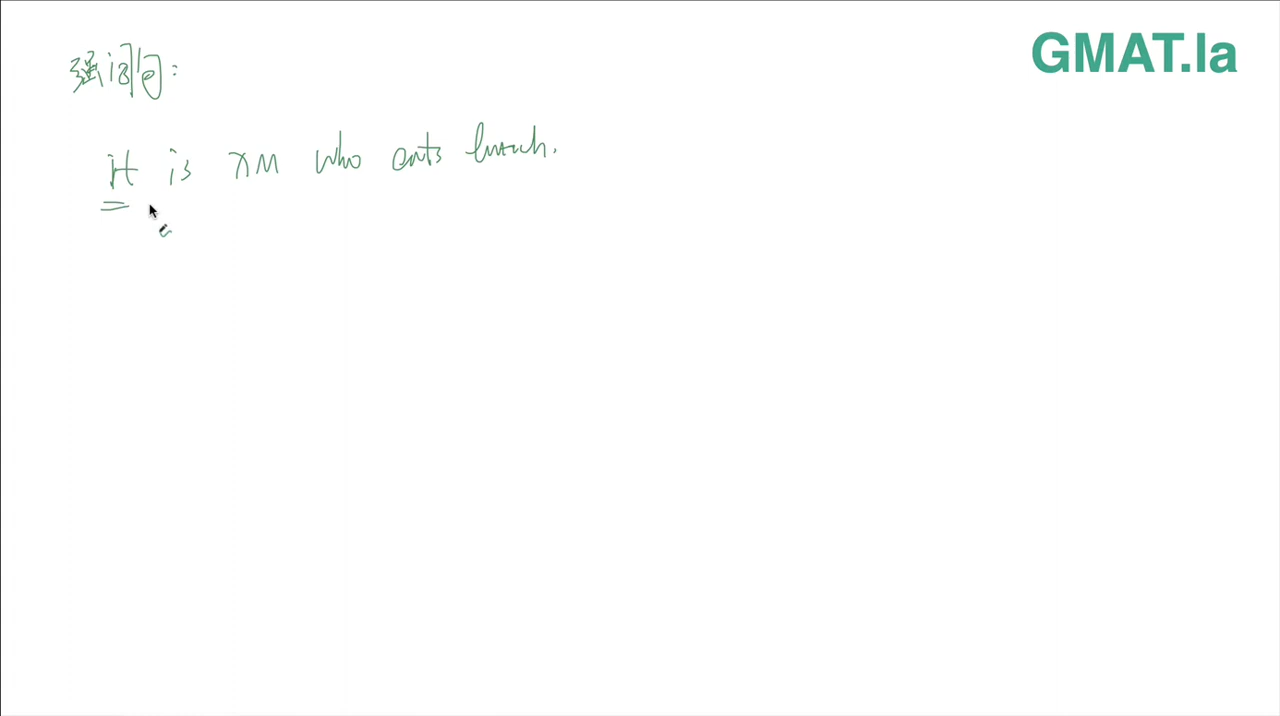 GMAT.la
强调句:
it is XM who eats lunch.